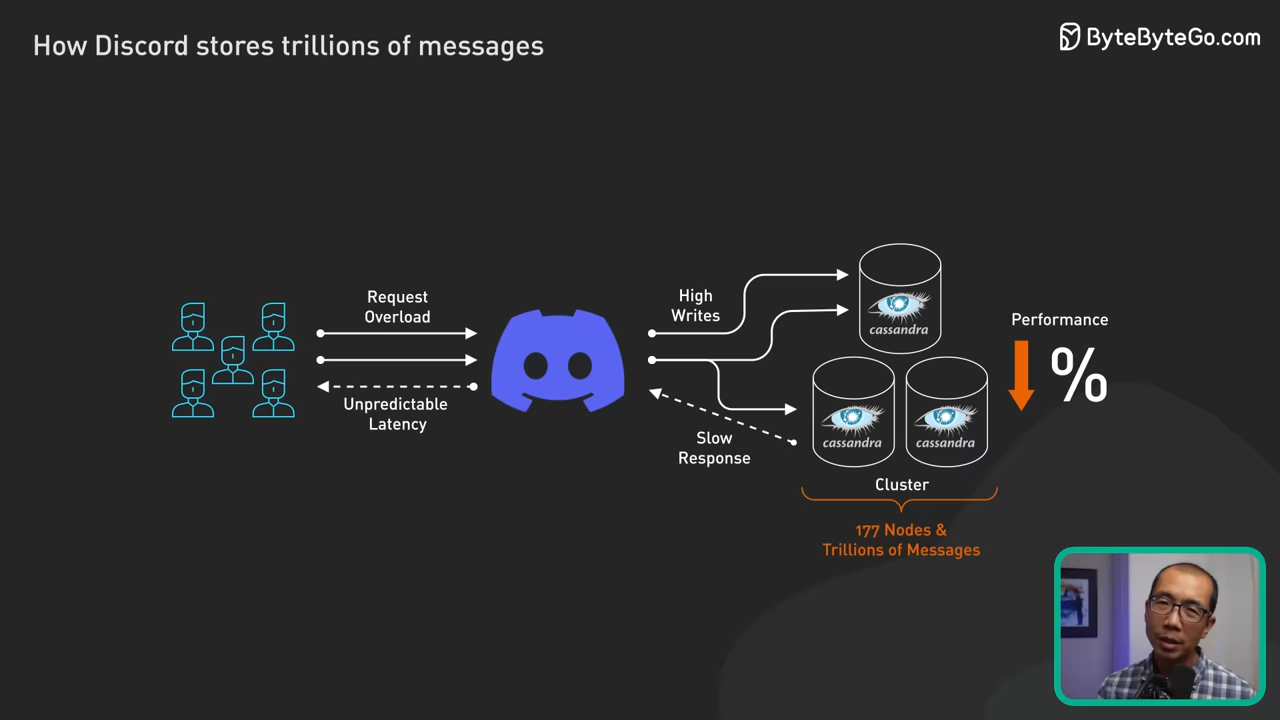 How Discord stores trillions of messages
ByteByteGo.com
Request
Overload
Unpredictable
Latency
High
Writes
Slow
Response
cassandra
cassandra
cassandra
Performance
%
Cluster
177 Nodes &
Trillions of Messages